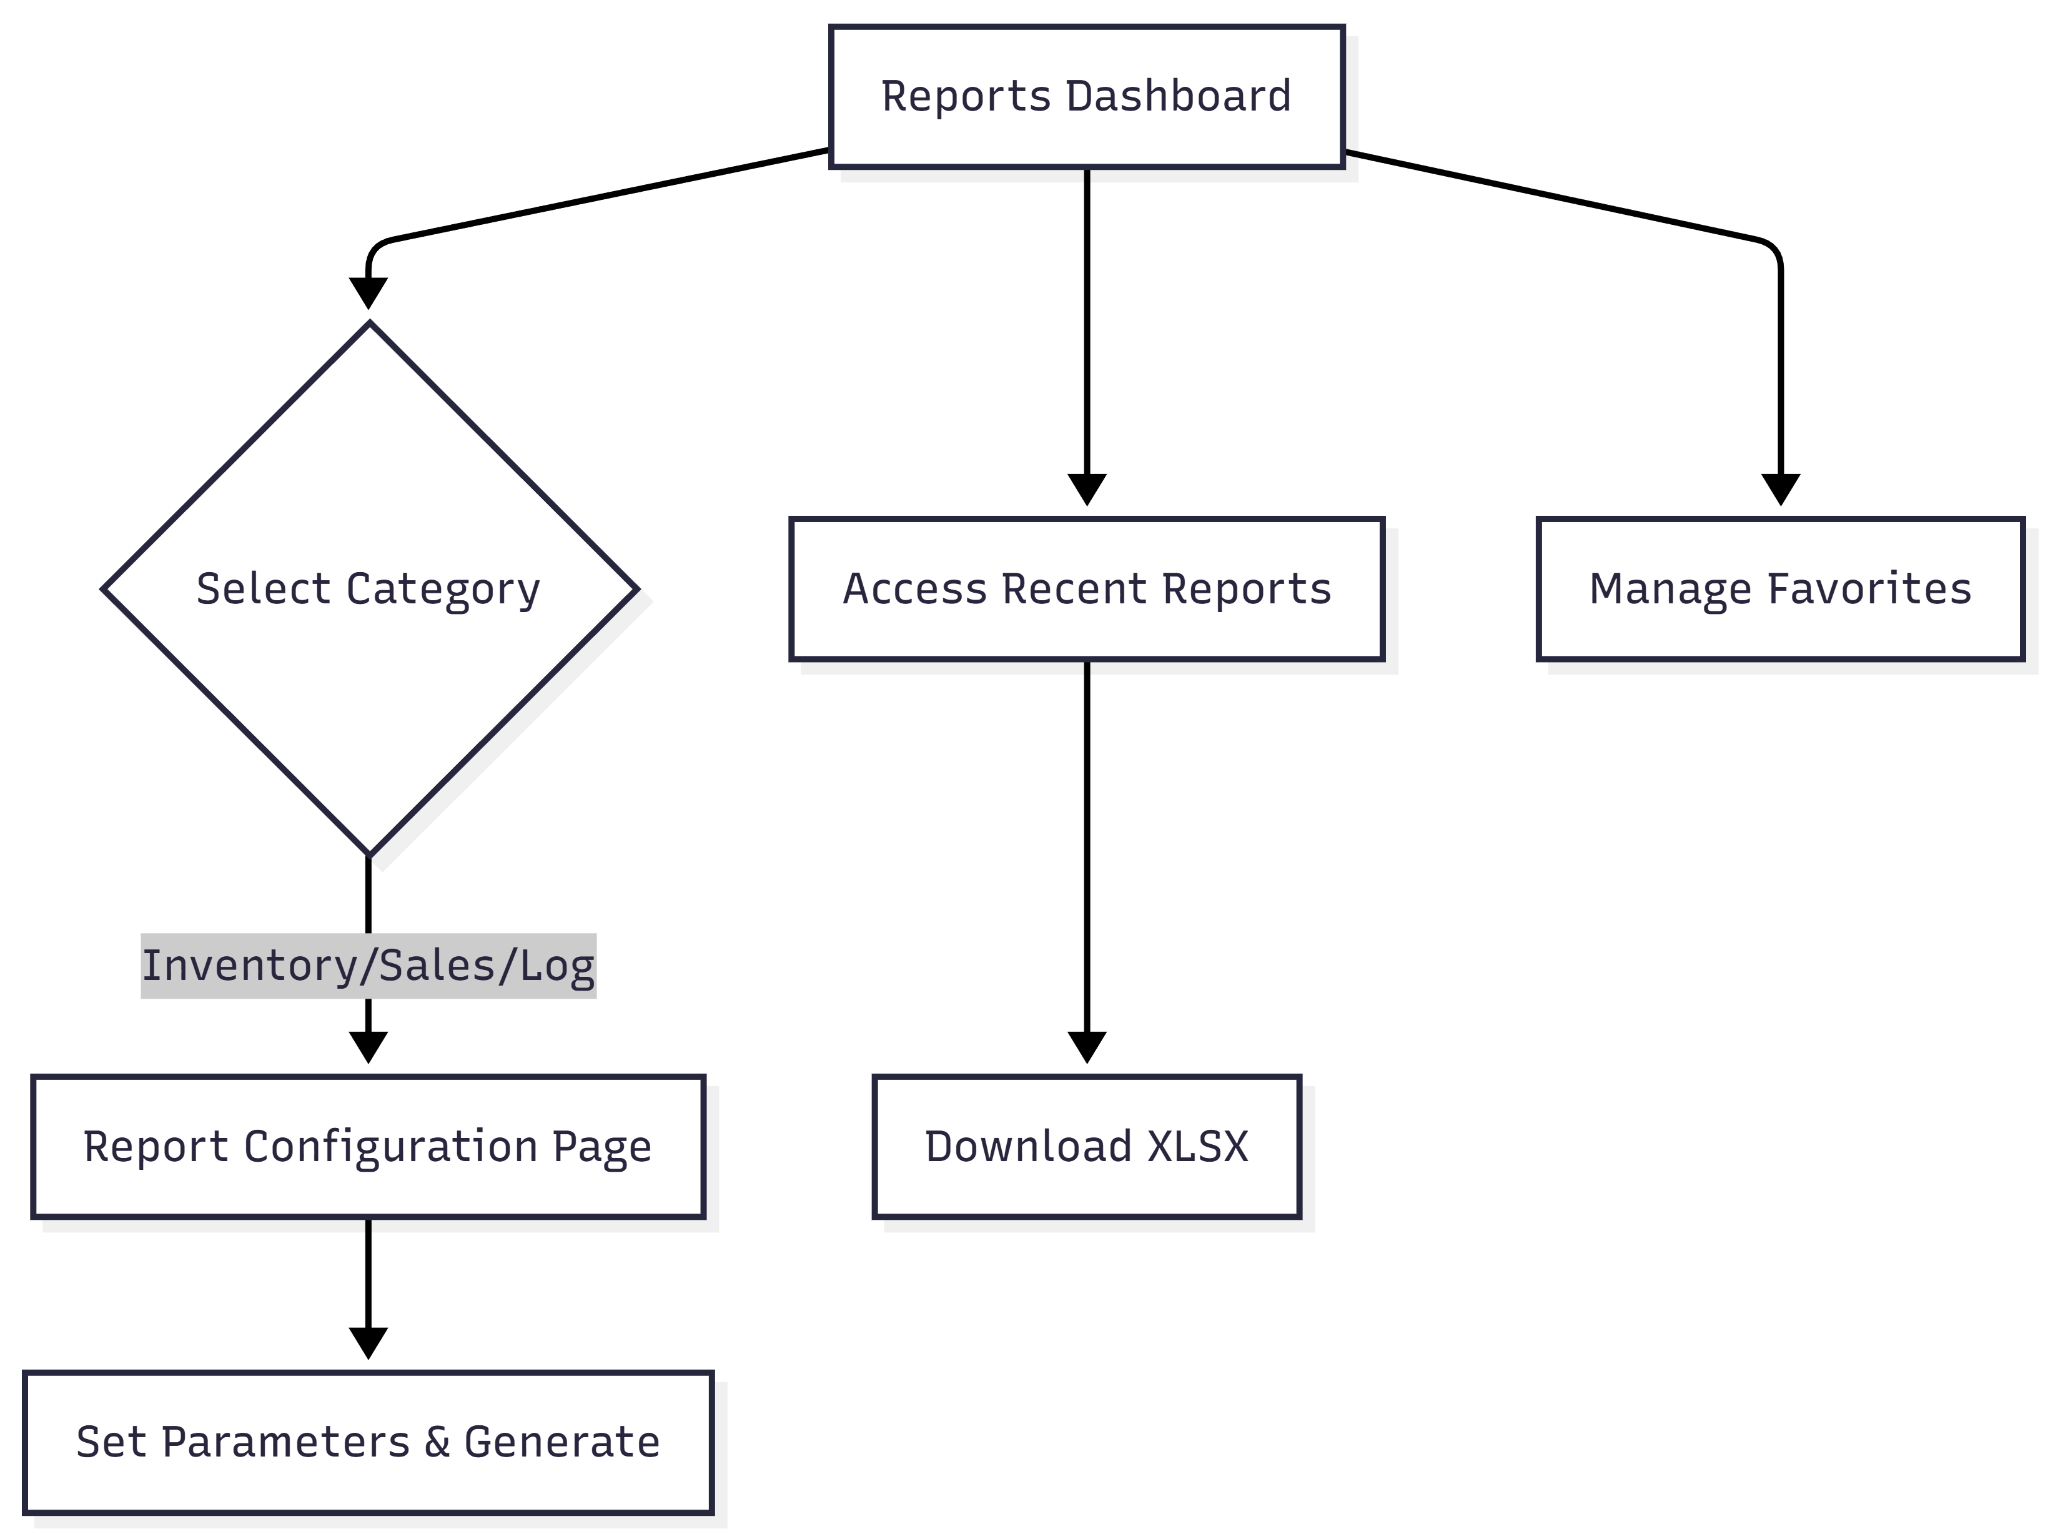 Reports Dashboard
Select Category
Access Recent Reports
Manage Favorites
Inventory/Sales/Log
Report Configuration Page
Download XLSX
Set Parameters & Generate